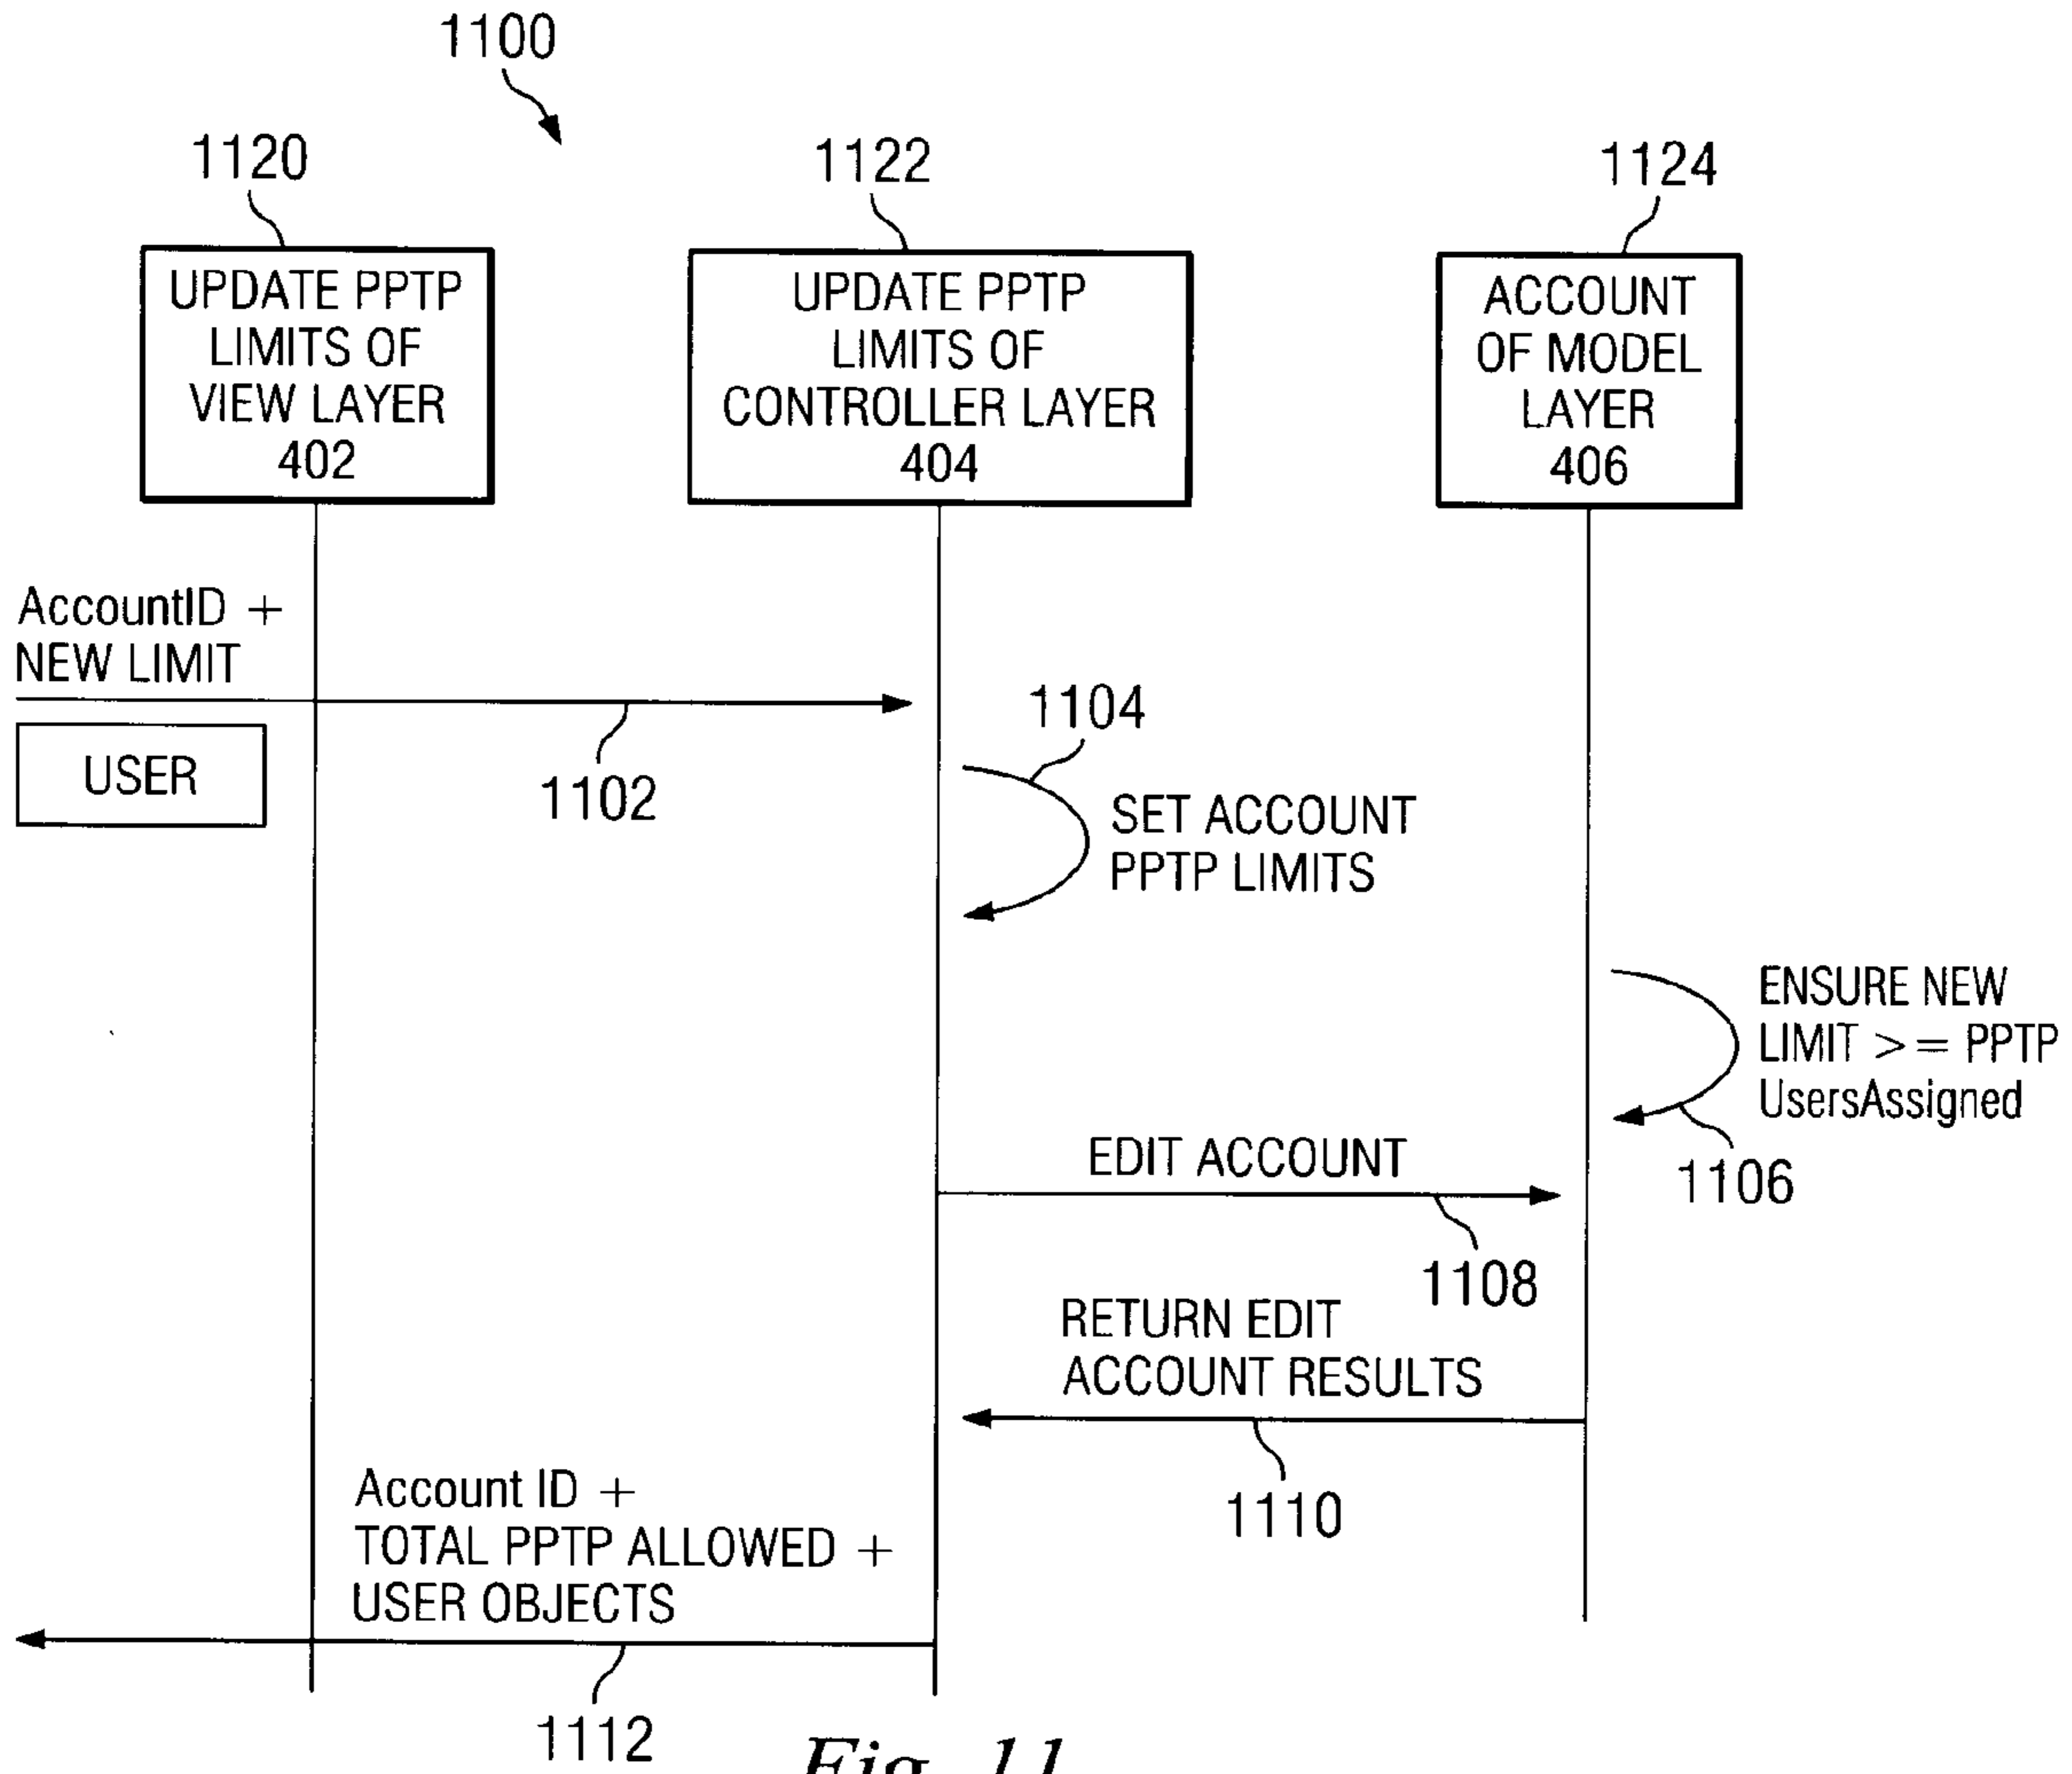 1100
1120
1122
1124
UPDATE PPTP
LIMITS OF
VIEW LAYER
402
UPDATE PPTP
LIMITS OF
CONTROLLER LAYER
404
ACCOUNT
OF MODEL
LAYER
406
AccountID +
NEW LIMIT
USER
1102
1104
SET ACCOUNT
PPTP LIMITS
ENSURE NEW
LIMIT >= PPTP
UsersAssigned
1106
EDIT ACCOUNT
1108
RETURN EDIT
ACCOUNT RESULTS
1110
Account ID +
TOTAL PPTP ALLOWED +
USER OBJECTS
1112
Fig. 11